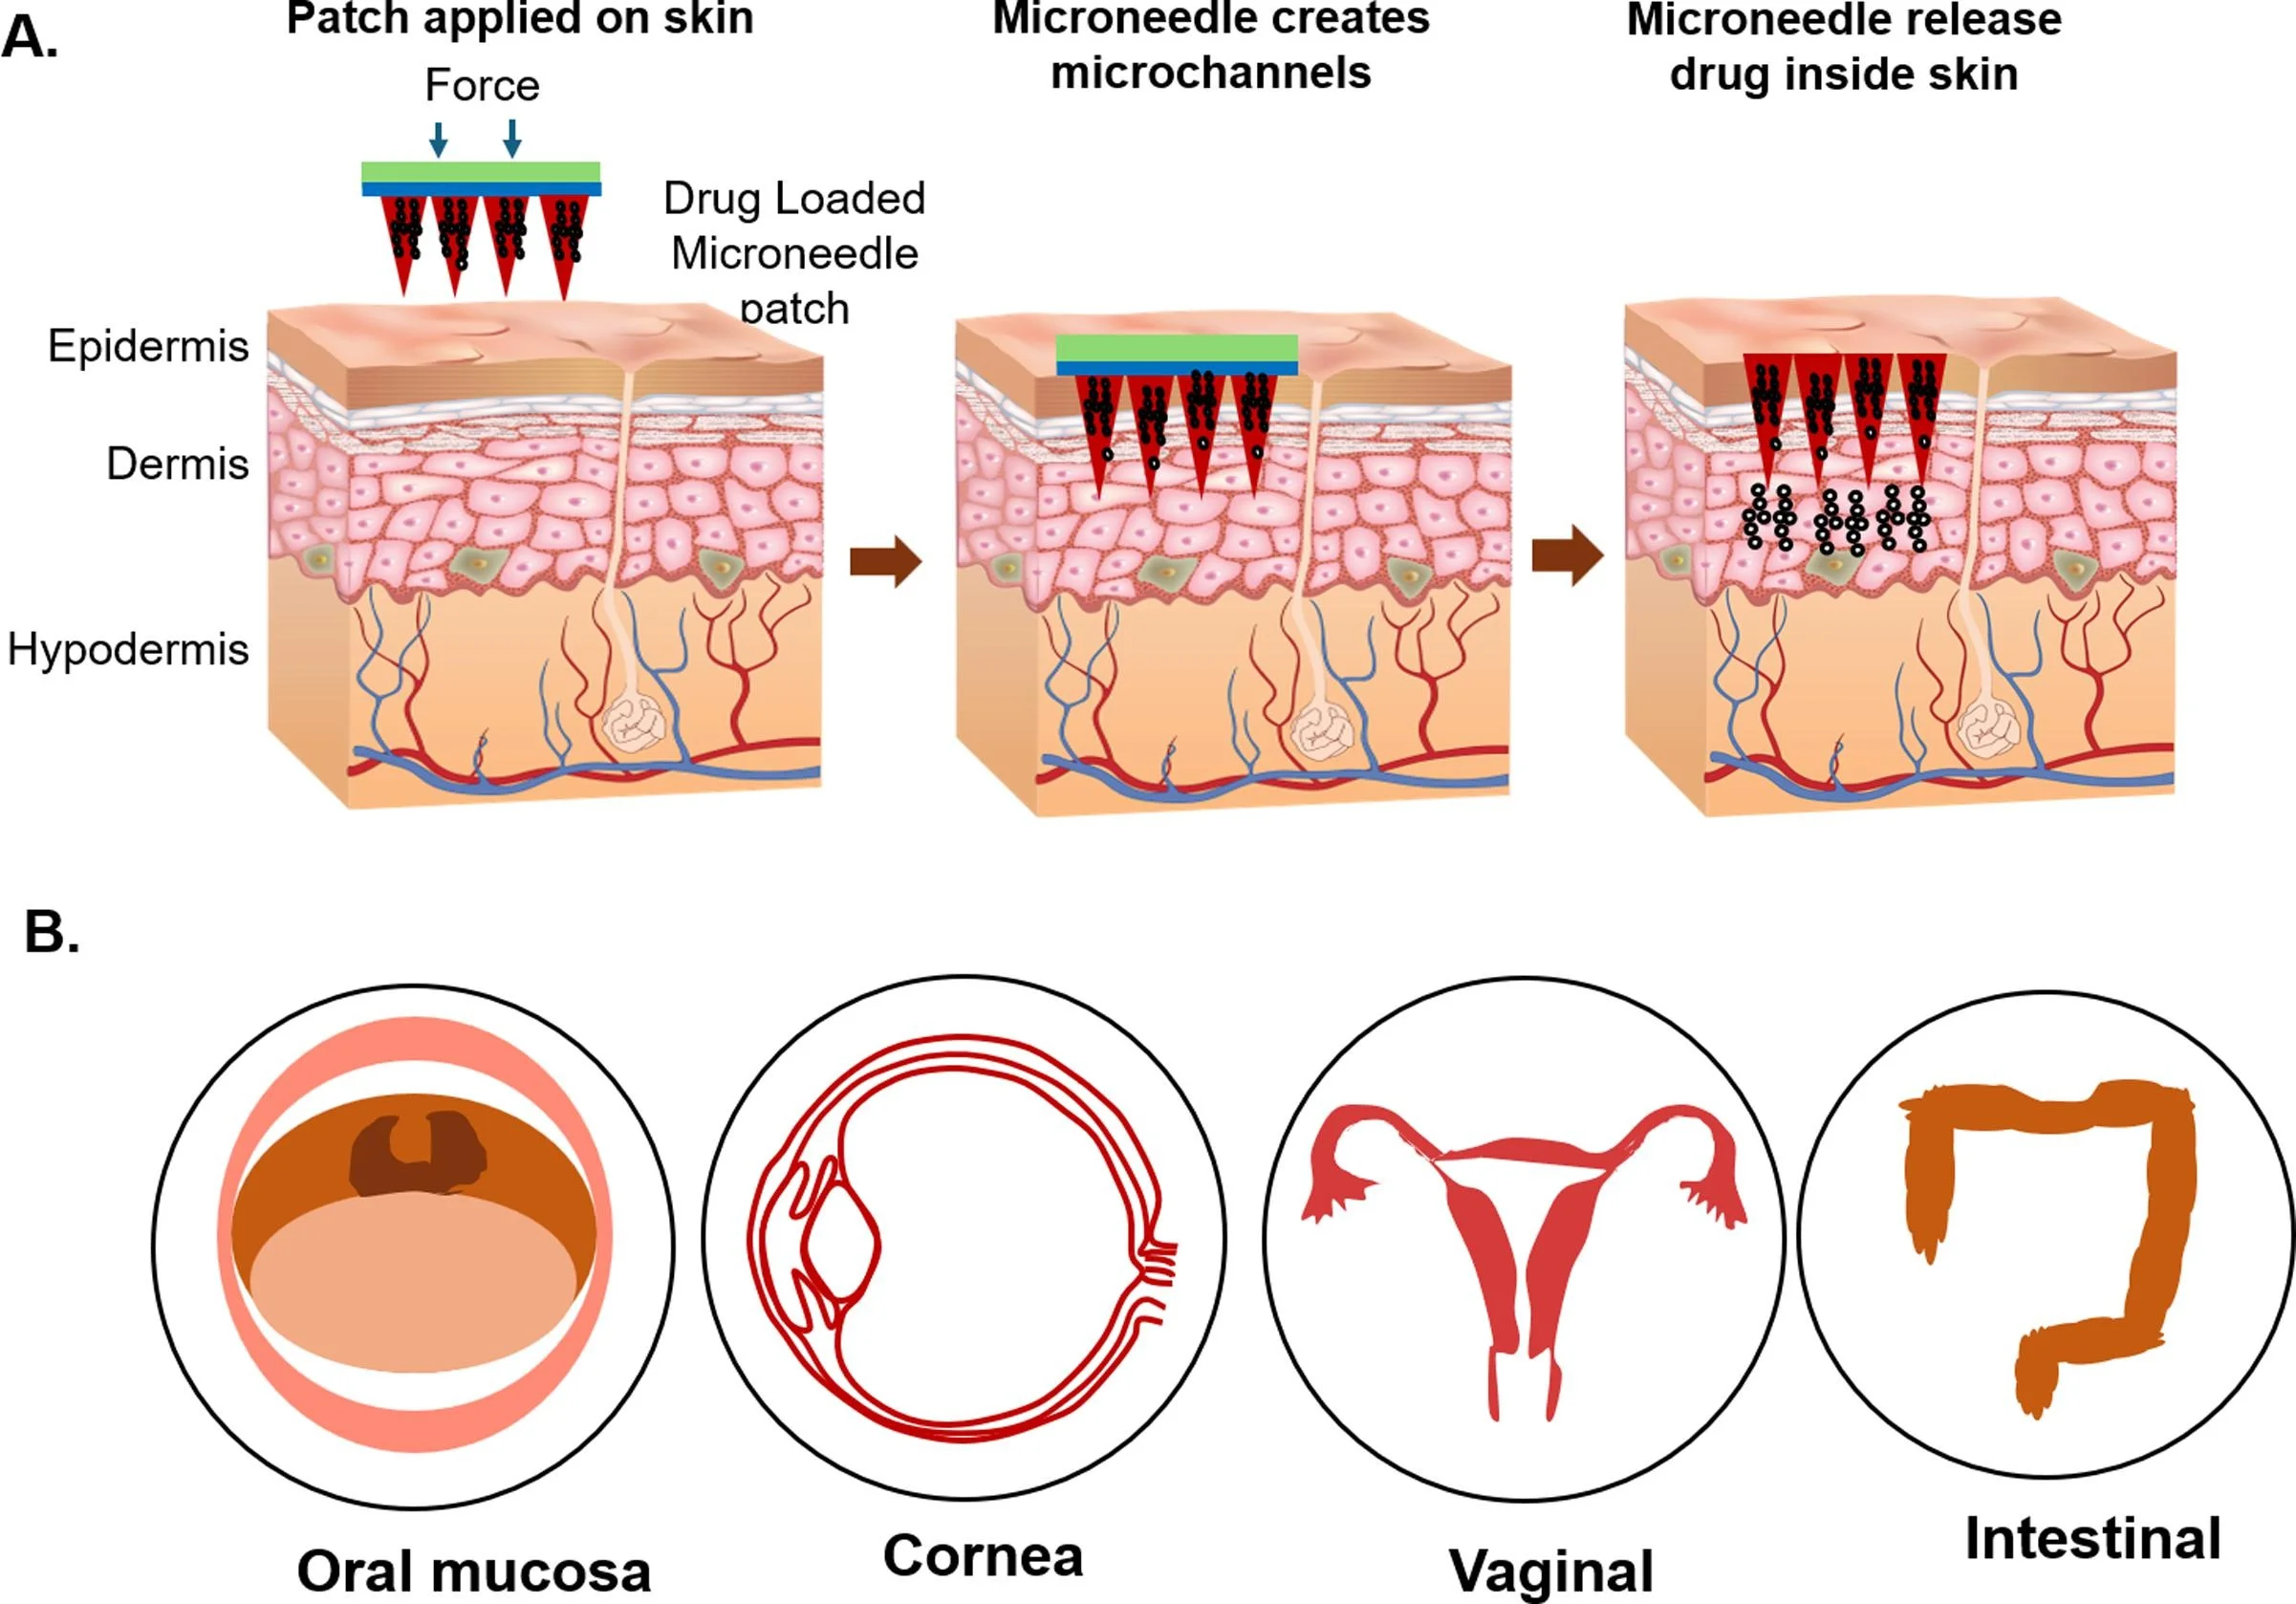 A.
Patch applied on skin
Force
Drug Loaded
Microneedle
patch
Epidermis
Dermis
Hypodermis
Microneedle creates
microchannels
Microneedle release
drug inside skin
B.
Oral mucosa
Cornea
Vaginal
Intestinal